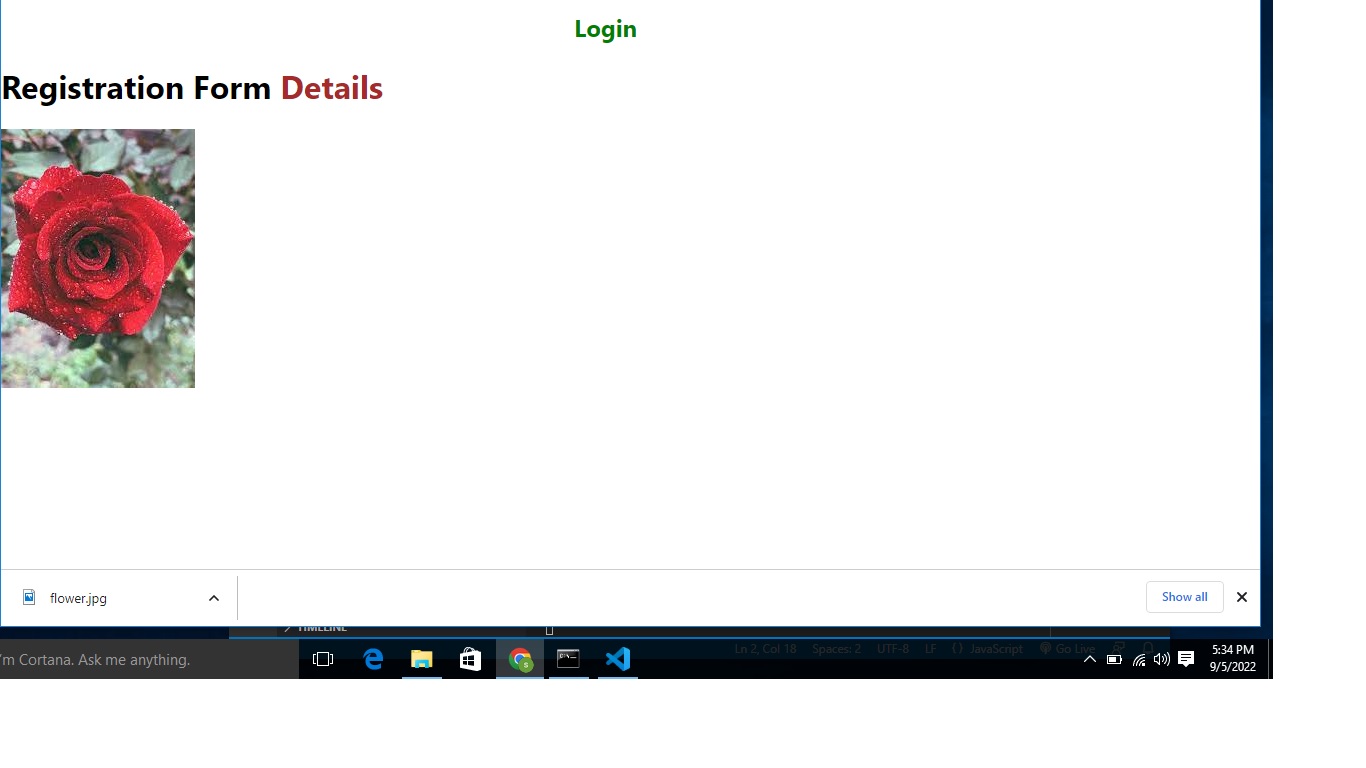 Login
Registration Form Details
flower.jpg
Show all
TIMELINE
Ln 2, Col 18 Spaces: 2 UTF-8 LF {} JavaScript Go Live
'm Cortana. Ask me anything.
5:34 PM
9/5/2022